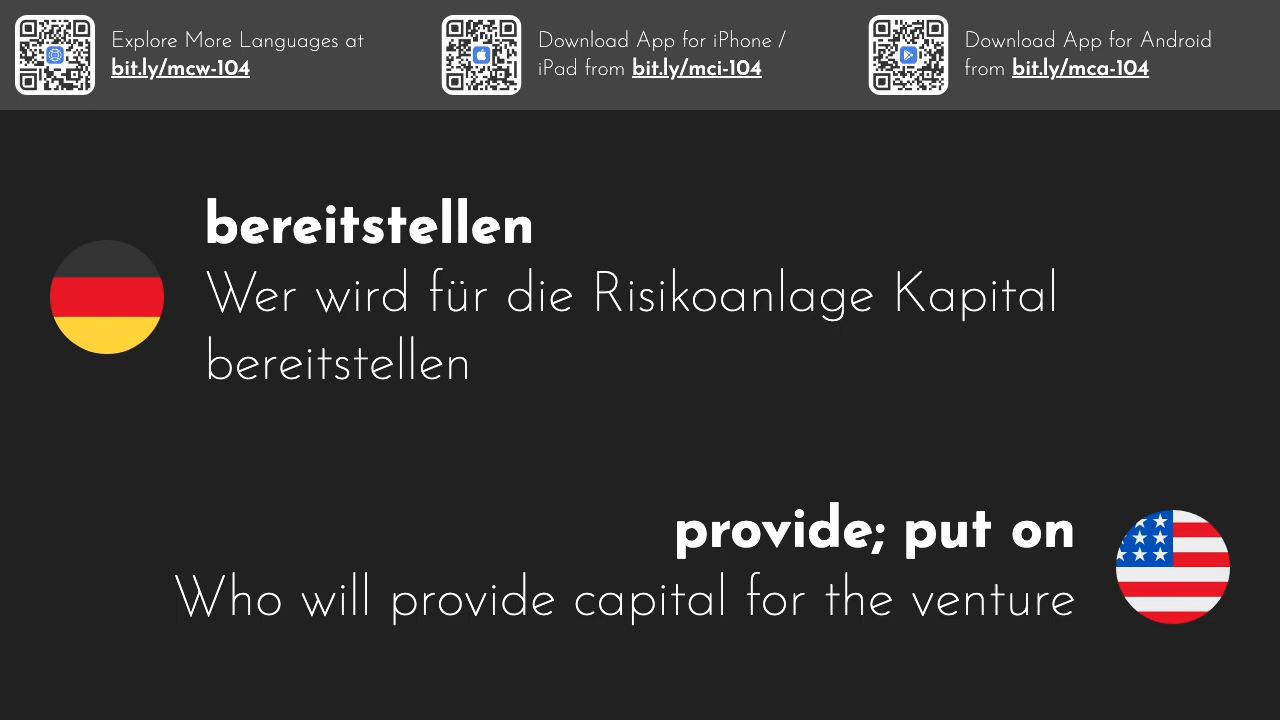 Explore More Languages at
bit.ly/mcw-104
Download App for iPhone /
iPad from bit.ly/mci-104
Download App for Android
from bit.ly/mca-104
bereitstellen
Wer wird für die Risikoanlage Kapital
bereitstellen
provide; put on
Who will provide capital for the venture